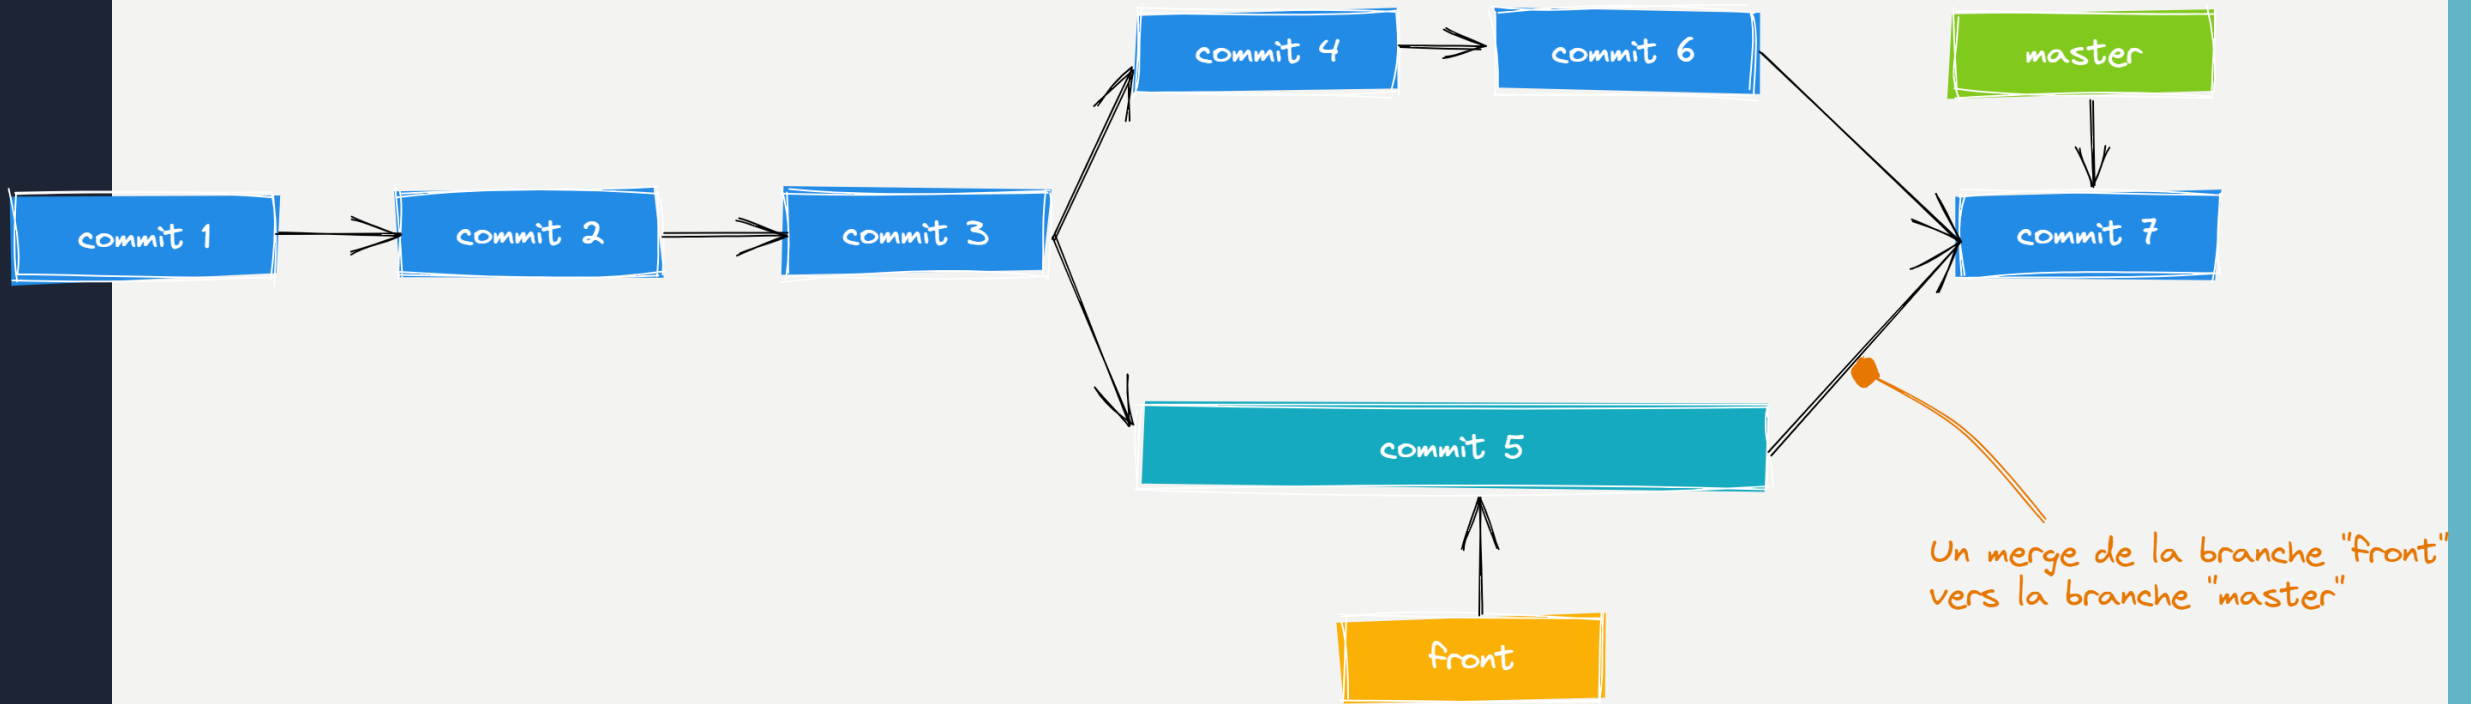 commit 4
commit 6
master
commit 1
commit 2
commit 3
commit 7
commit 5
Un merge de la branche "front"
vers la branche "master"
front